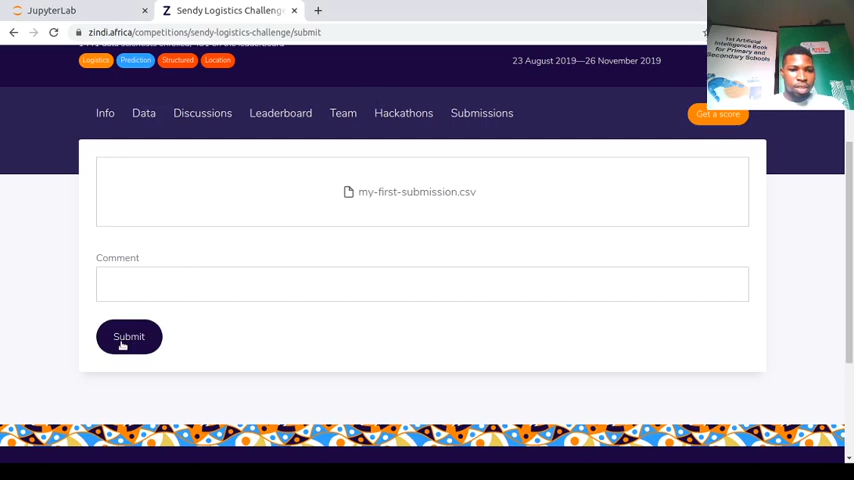 JupyterLab
Sendy Logistics Challenge
zindi.africa/competitions/sendy-logistics-challenge/submit
Logistics
Prediction
Structured
Location
23 August 2019—26 November 2019
1st Artificial
Intelligence Book
for Primary and
Secondary Schools
Info
Data
Discussions
Leaderboard
Team
Hackathons
Submissions
Get a score
my-first-submission.csv
Comment
Submit